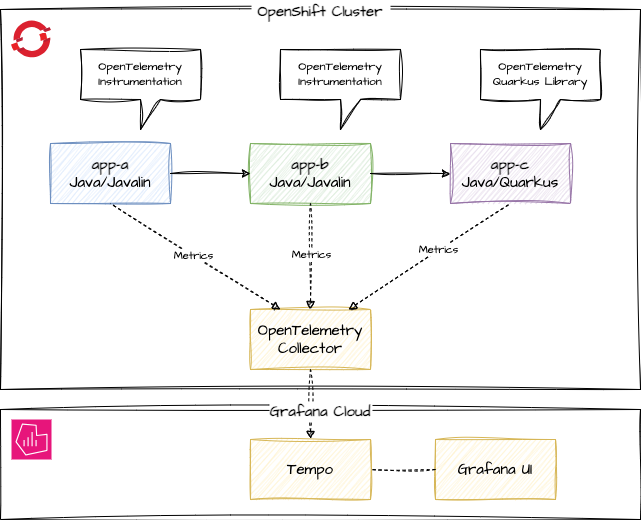 OpenShift Cluster
OpenTelemetry
Instrumentation
OpenTelemetry
Instrumentation
OpenTelemetry
Quarkus Library
app-a
Java/Javalin
app-b
Java/Javalin
app-c
Java/Quarkus
Metrics
Metrics
Metrics
OpenTelemetry
Collector
Grafana Cloud
Tempo
Grafana UI